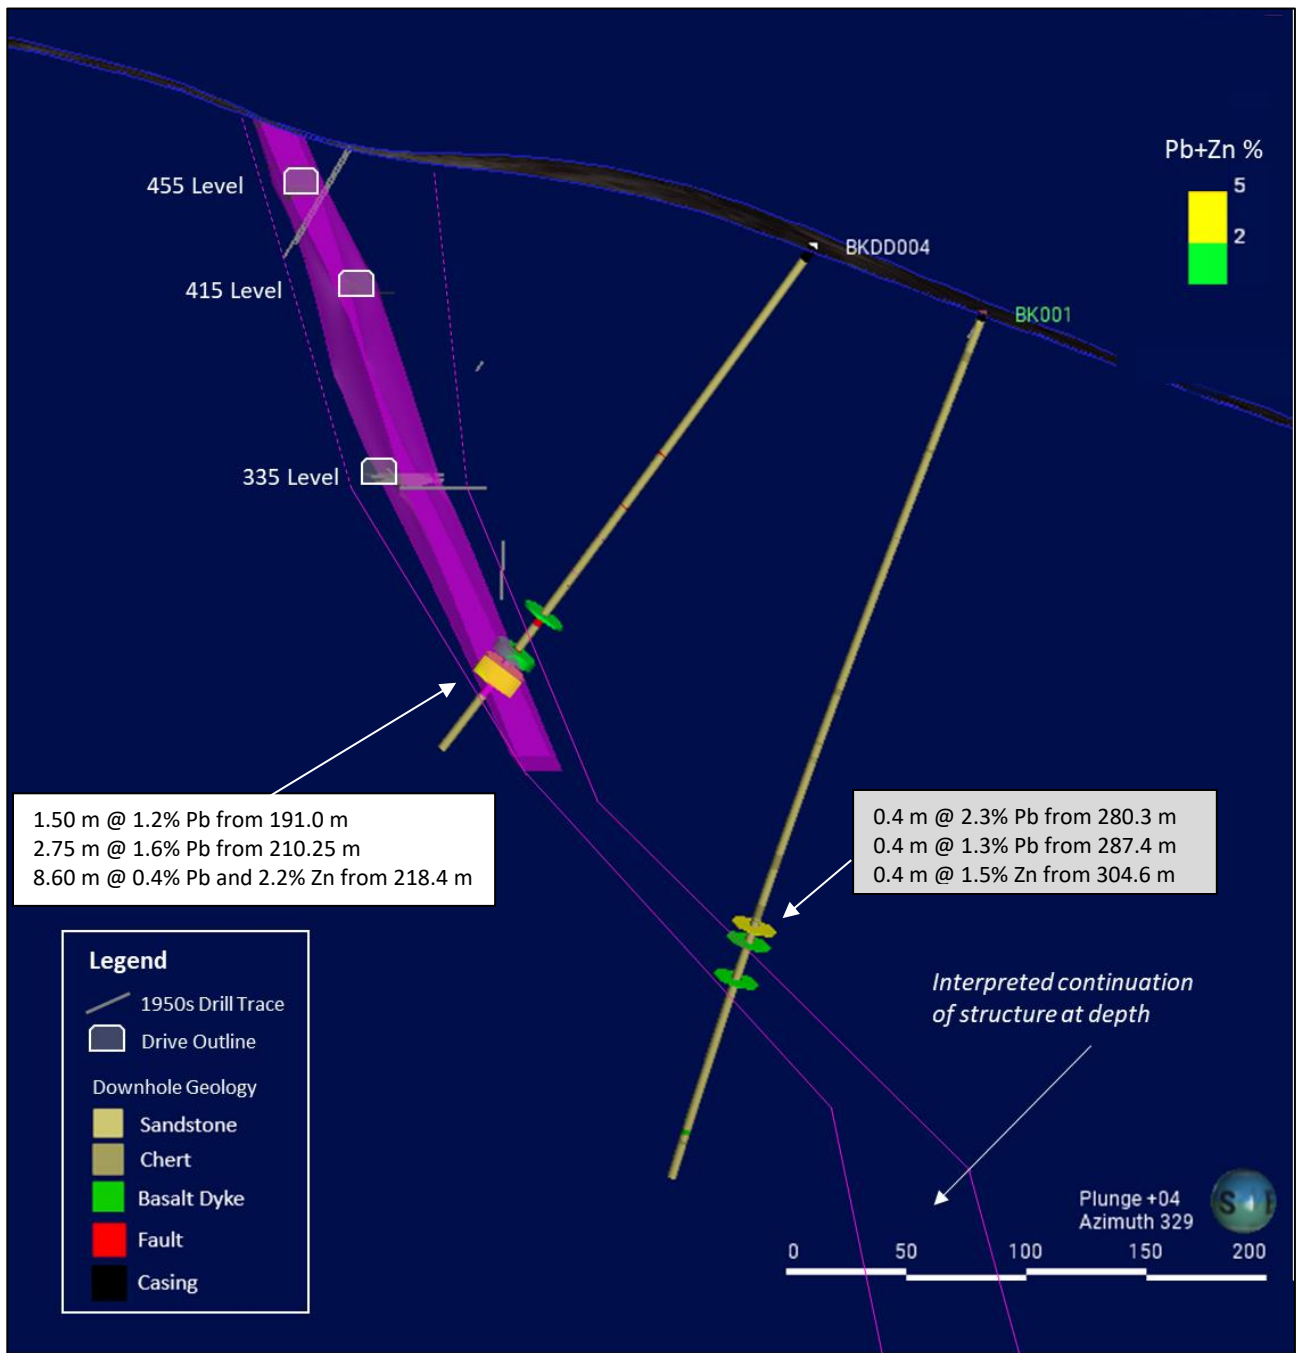 Pb+Zn %
5
2
455 Level
415 Level
335 Level
BKDD004
BK001
1.50 m @ 1.2% Pb from 191.0 m
2.75 m @ 1.6% Pb from 210.25 m
8.60 m @ 0.4% Pb and 2.2% Zn from 218.4 m
0.4 m @ 2.3% Pb from 280.3 m
0.4 m @ 1.3% Pb from 287.4 m
0.4 m @ 1.5% Zn from 304.6 m
Legend
1950s Drill Trace
Drive Outline
Downhole Geology
Sandstone
Chert
Basalt Dyke
Fault
Casing
Interpreted continuation
of structure at depth
Plunge +04
Azimuth 329
S
0 50 100 150 200